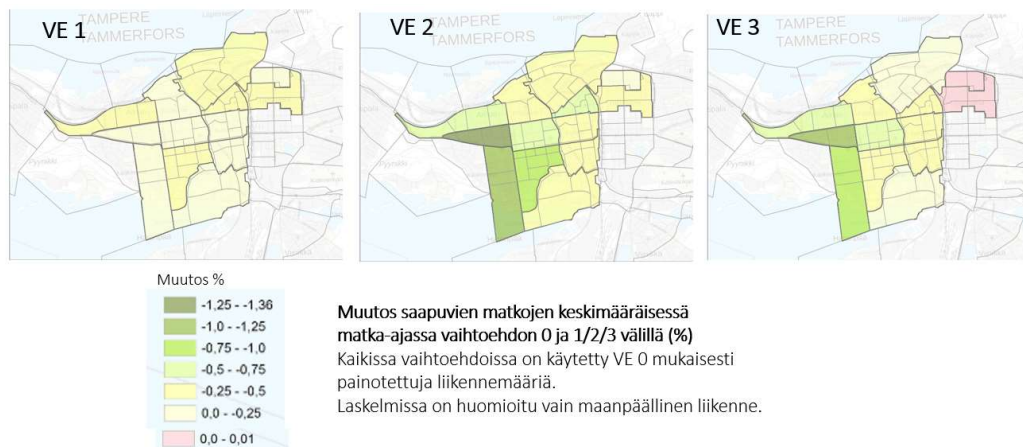 VE 1
TAMPERE
TAMMERFORS
Pyynikki
VE 2
TAMPERE
TAMMERFORS
Pyynikki
VE 3
TAMPERE
TAMMERFORS
Pyynikki
Muutos %
-1,25 - -1,36
-1,0 - -1,25
-0,75 - -1,0
-0,5 - -0,75
-0,25 - -0,5
0,0 - -0,25
0,0 - 0,01
Muutos saapuvien matkojen keskimääräisessä
matka-ajassa vaihtoehdon 0 ja 1/2/3 välillä (%)
Kaikissa vaihtoehdoissa on käytetty VE 0 mukaisesti
painotettuja liikennemääriä.
Laskelmissa on huomioitu vain maanpäällinen liikenne.